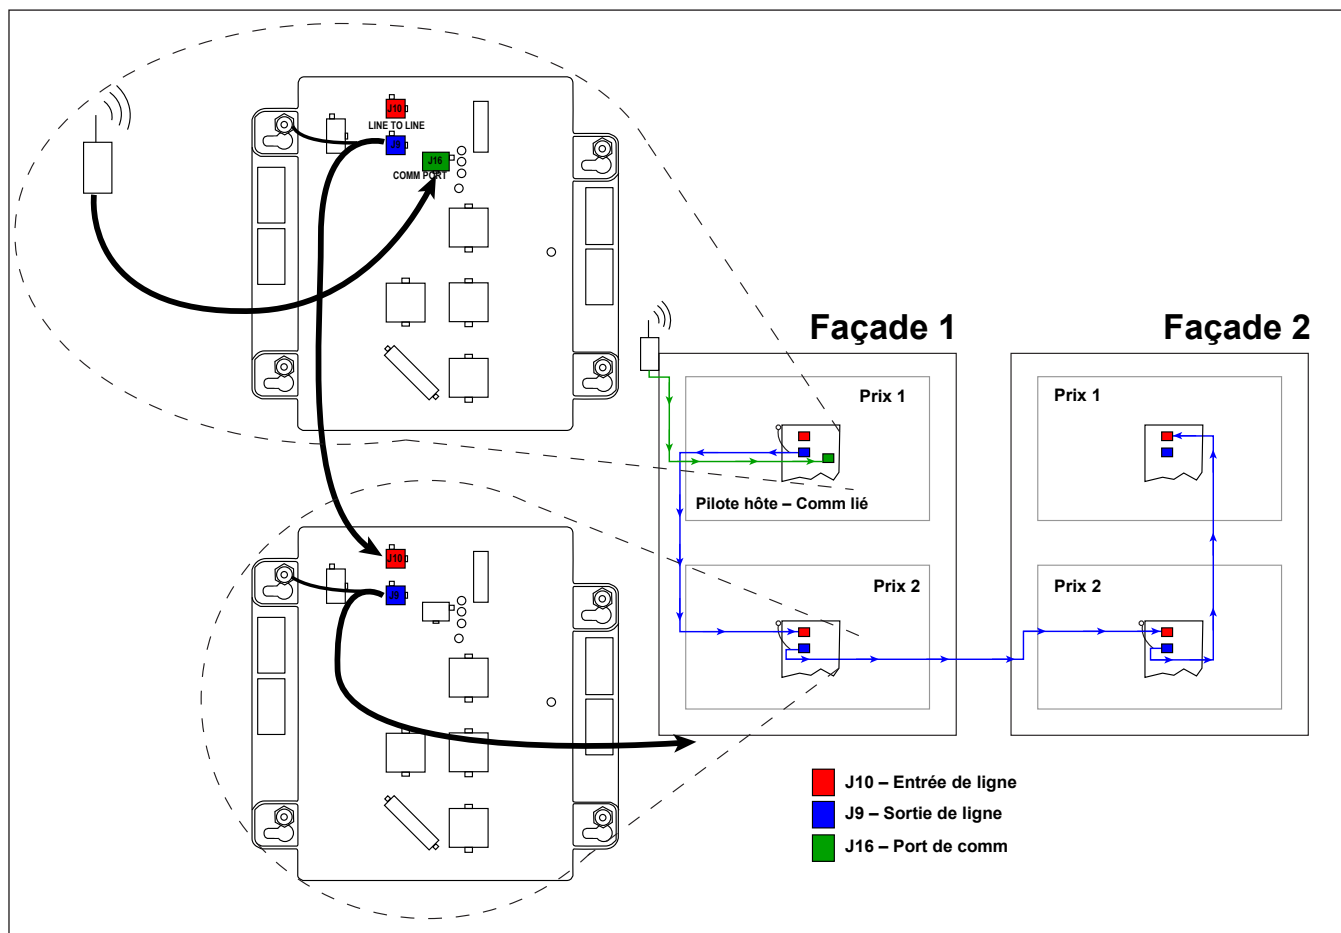 J10
LINE TO LINE
J9
J16
COMM PORT
Façade 1
Façade 2
Prix 1
Prix 1
Pilote hôte – Comm lié
J10
J9
Prix 2
Prix 2
J10 – Entrée de ligne
J9 – Sortie de ligne
J16 – Port de comm